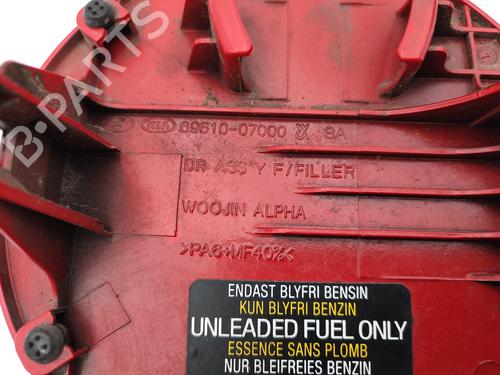 KIA 69510-07000 SA
DR ASS'Y F/FILLER
WOOJIN ALPHA
>PA6+MF40%<
ENDAST BLYFRI BENSIN
KUN BLYFRI BENZIN
UNLEADED FUEL ONLY
ESSENCE SANS PLOMB
NUR BLEIFREIES BENZIN